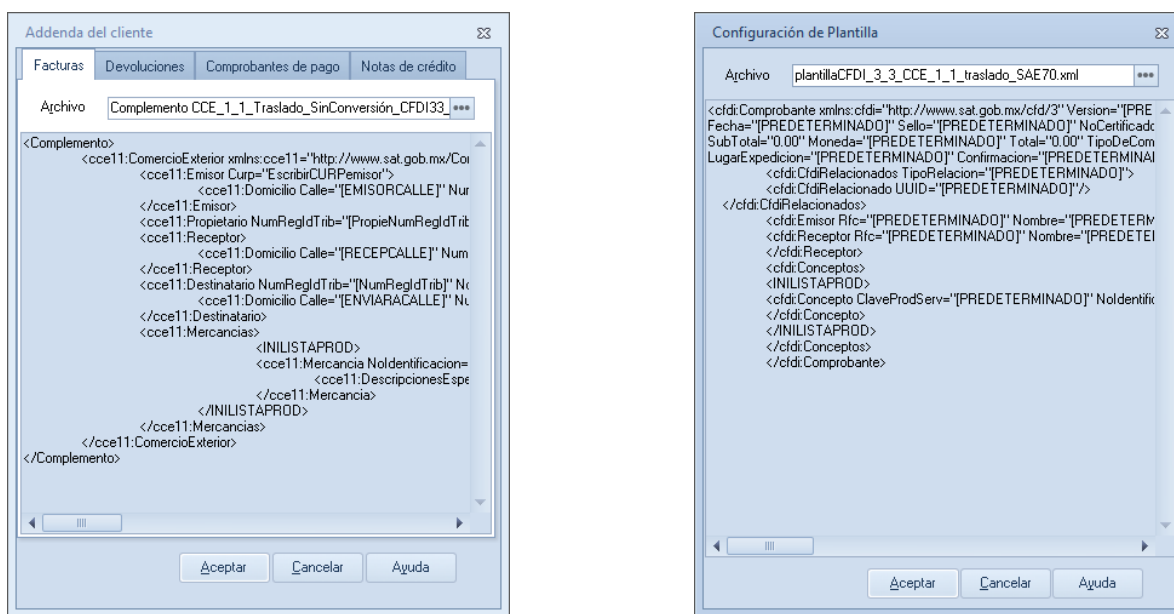 Addenda del cliente
Facturas Devoluciones Comprobantes de pago Notas de crédito
Archivo Complemento CCE_1_1_Traslado_SinConversión_CFDI33_
<Complemento>
<cce11:ComercioExterior xmlns:cce11="http://www.sat.gob.mx/Co
<cce11:Emisor Curp="EscribirCURPemisor">
<cce11:Domicilio Calle="[EMISORCALLE]" Nu
</cce11:Emisor>
<cce11:Propietario NumRegIdTrib="[PropieNumRegIdTrib
<cce11:Receptor>
<cce11:Domicilio Calle="[RECEPCALLE]" Num
</cce11:Receptor>
<cce11:Destinatario NumRegIdTrib="[NumRegIdTrib]" No
<cce11:Domicilio Calle="[ENVIARACALLE]" Nu
</cce11:Destinatario>
<cce11:Mercancias>
<INILISTAPROD>
<cce11:Mercancia NoIdentificacion=
<cce11:DescripcionesEspe
</cce11:Mercancia>
</INILISTAPROD>
</cce11:Mercancias>
</cce11:ComercioExterior>
</Complemento>
Aceptar Cancelar Ayuda
Configuración de Plantilla
Archivo plantillaCFDI_3_3_CCE_1_1_traslado_SAE70.xml
<cfdi:Comprobante xmlns:cfdi="http://www.sat.gob.mx/cfd/3" Version="[PRE
Fecha="[PREDETERMINADO]" Sello="[PREDETERMINADO]" NoCertificado
SubTotal="0.00" Moneda="[PREDETERMINADO]" Total="0.00" TipoDeCom
LugarExpedicion="[PREDETERMINADO]" Confirmacion="[PREDETERMINA
<cfdi:CfdiRelacionados TipoRelacion="[PREDETERMINADO]">
<cfdi:CfdiRelacionado UUID="[PREDETERMINADO]"/>
</cfdi:CfdiRelacionados>
<cfdi:Emisor Rfc="[PREDETERMINADO]" Nombre="[PREDETERM
<cfdi:Receptor Rfc="[PREDETERMINADO]" Nombre="[PREDETE
</cfdi:Receptor>
<cfdi:Conceptos>
<INILISTAPROD>
<cfdi:Concepto ClaveProdServ="[PREDETERMINADO]" NoIdentific
</cfdi:Concepto>
</INILISTAPROD>
</cfdi:Conceptos>
</cfdi:Comprobante>
Aceptar Cancelar Ayuda